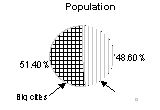 Population
51.40%
48.60%
Big cities